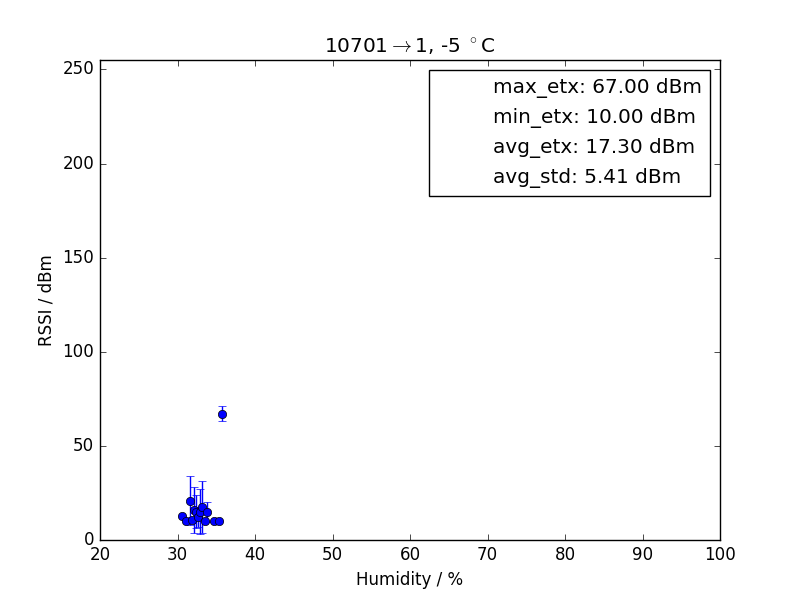 10701→1, -5 °C
max_etx: 67.00 dBm
min_etx: 10.00 dBm
avg_etx: 17.30 dBm
avg_std: 5.41 dBm
RSSI / dBm
250
200
150
100
50
0
20 30 40 50 60 70 80 90 100
Humidity / %